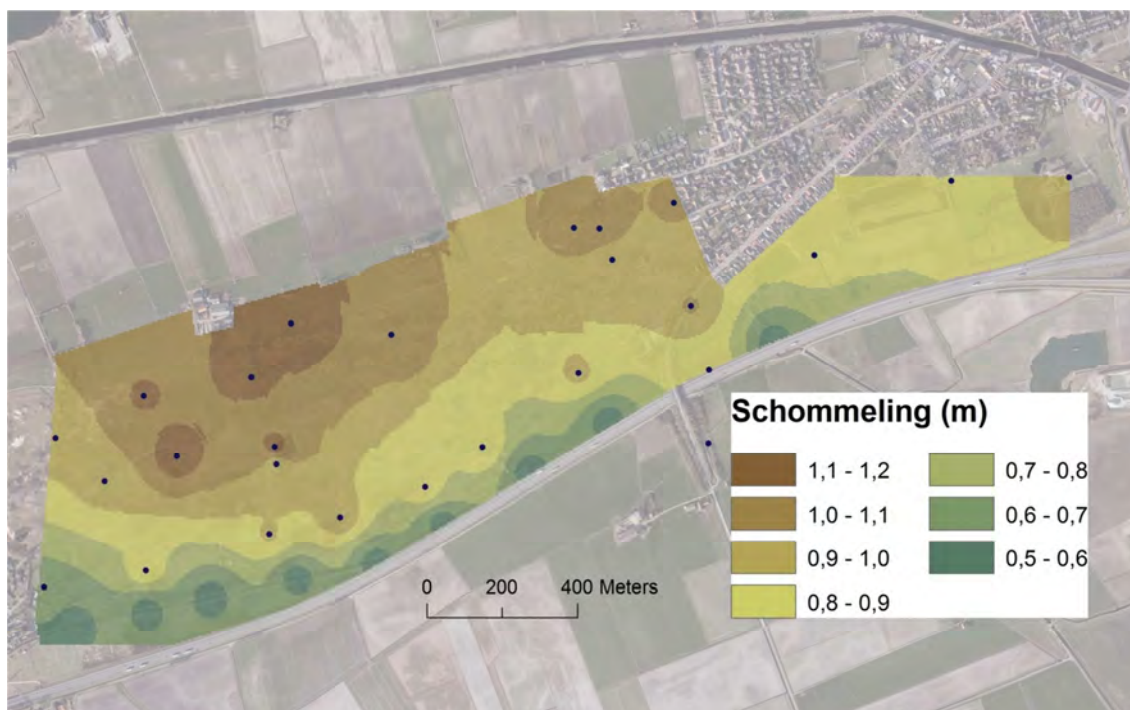 Schommeling (m)
1,1 - 1,2
1,0 - 1,1
0,9 - 1,0
0,8 - 0,9
0,7 - 0,8
0,6 - 0,7
0,5 - 0,6
0 200 400 Meters